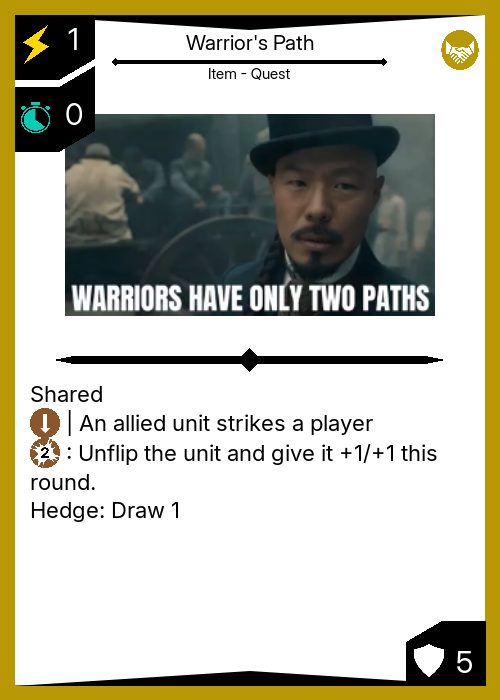 1
Warrior's Path
Item - Quest
0
WARRIORS HAVE ONLY TWO PATHS
Shared
| An allied unit strikes a player
2 : Unflip the unit and give it +1/+1 this
round.
Hedge: Draw 1
5